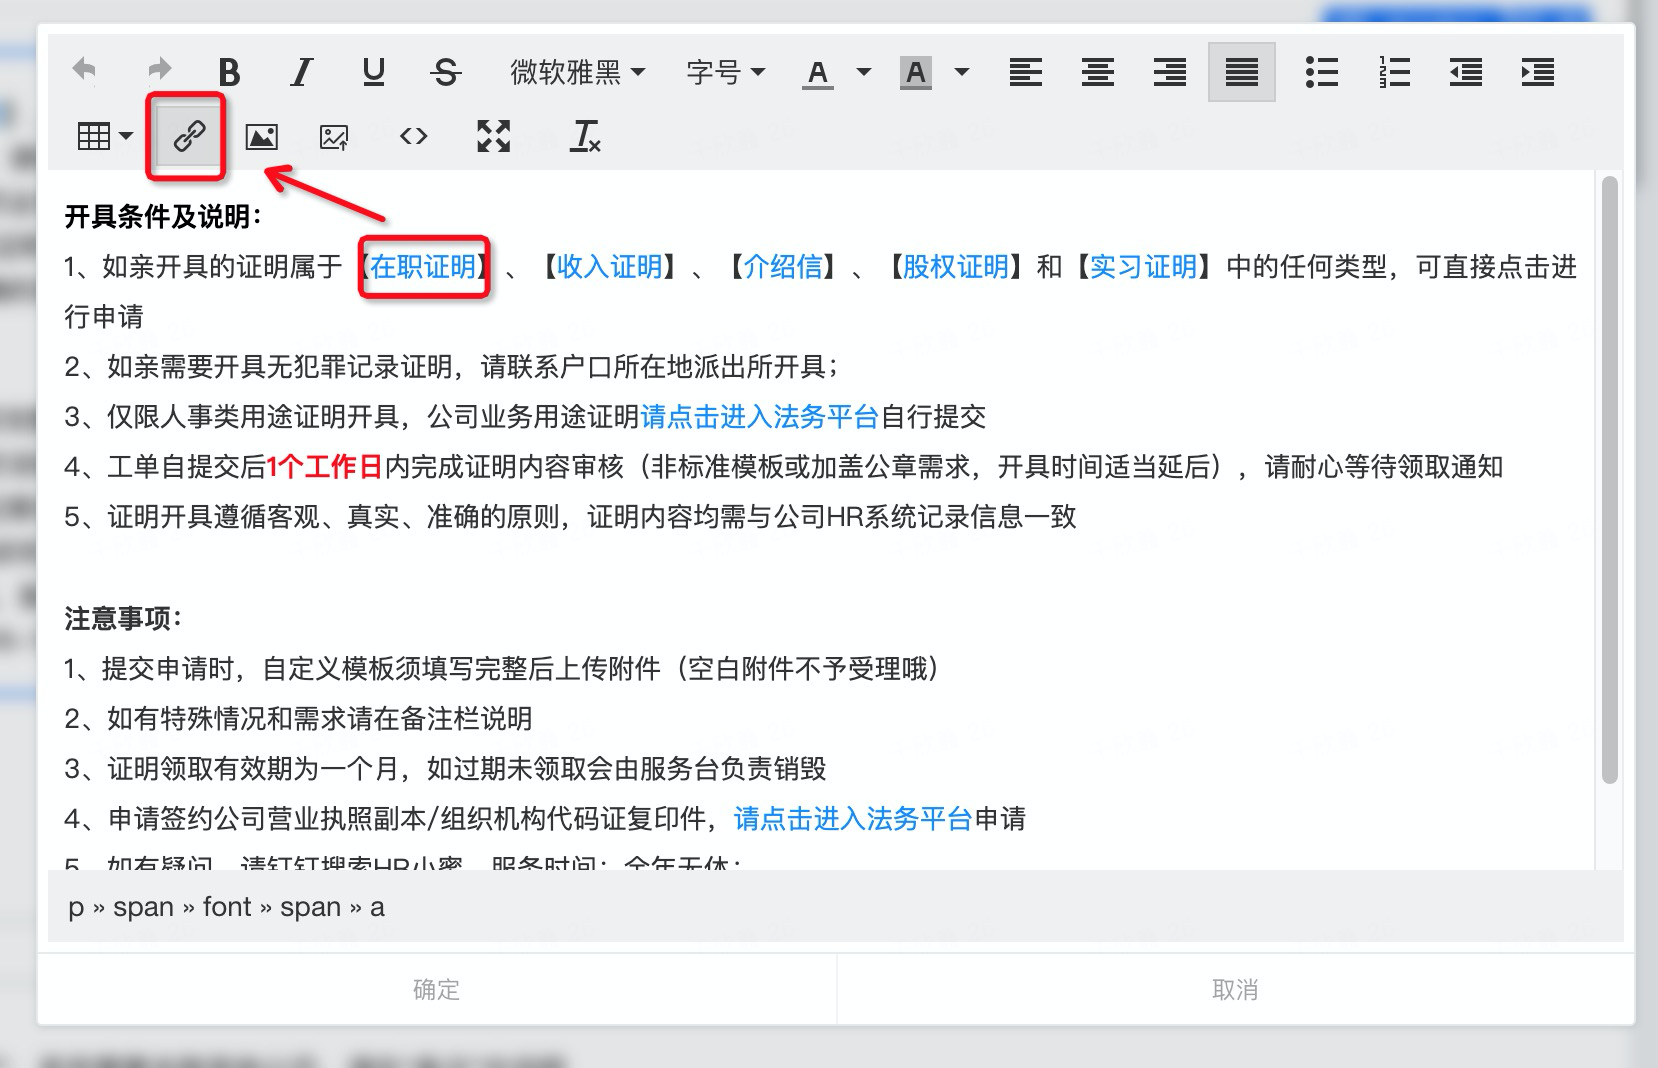 B I U S 微软雅黑 字号 A A
开具条件及说明：
1、如亲开具的证明属于【在职证明】、【收入证明】、【介绍信】、【股权证明】和【实习证明】中的任何类型，可直接点击进
行申请
2、如亲需要开具无犯罪记录证明，请联系户口所在地派出所开具；
3、仅限人事类用途证明开具，公司业务用途证明请点击进入法务平台自行提交
4、工单自提交后1个工作日内完成证明内容审核（非标准模板或加盖公章需求，开具时间适当延后），请耐心等待领取通知
5、证明开具遵循客观、真实、准确的原则，证明内容均需与公司HR系统记录信息一致
注意事项：
1、提交申请时，自定义模板须填写完整后上传附件（空白附件不予受理哦）
2、如有特殊情况和需求请在备注栏说明
3、证明领取有效期为一个月，如过期未领取会由服务台负责销毁
4、申请签约公司营业执照副本/组织机构代码证复印件，请点击进入法务平台申请
5、如有疑问，请钉钉搜索HR小蜜，服务时间：全年无休；
p » span » font » span » a
确定
取消